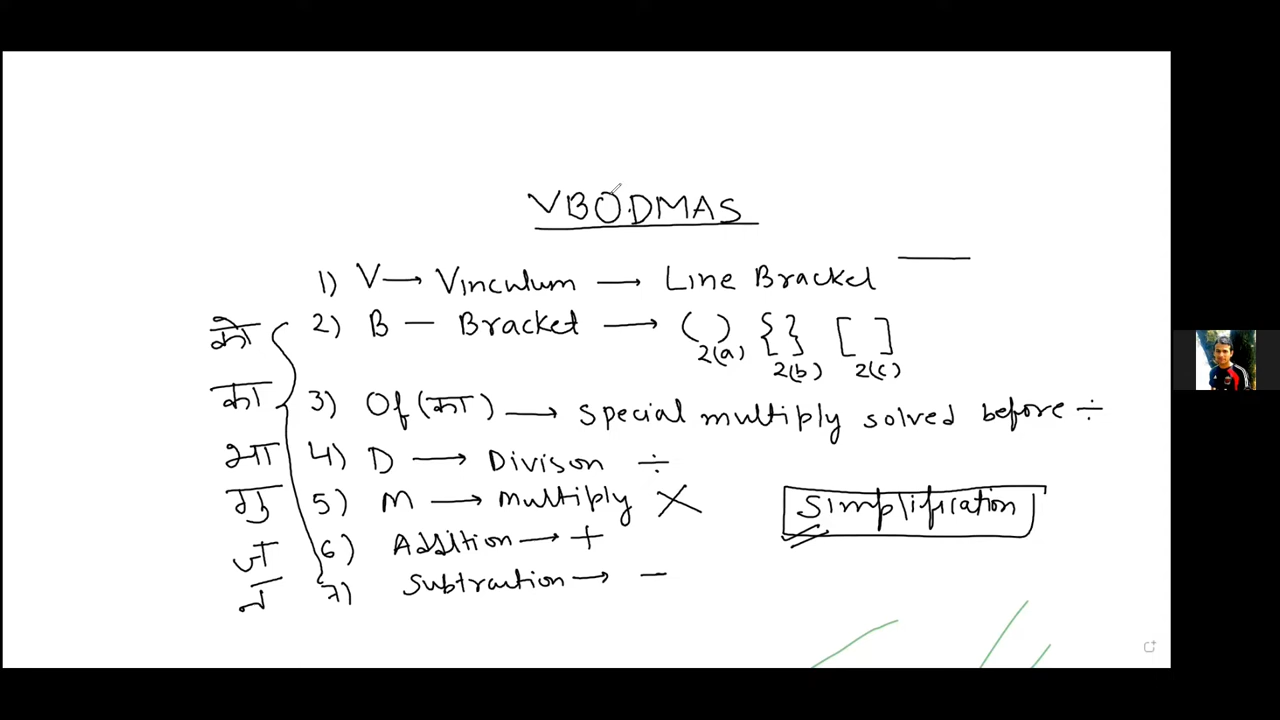 VBODMAS
1) V → Vinculum → Line Bracket
को 2) B — Bracket → ( ) { } [ ]
2(a) 2(b) 2(c)
का 3) Of (का) → special multiply solved before ÷
भा 4) D → Divison ÷
गु 5) M → multiply ×
Simplification
जो 6) Addition → +
न 7) Subtraction → −